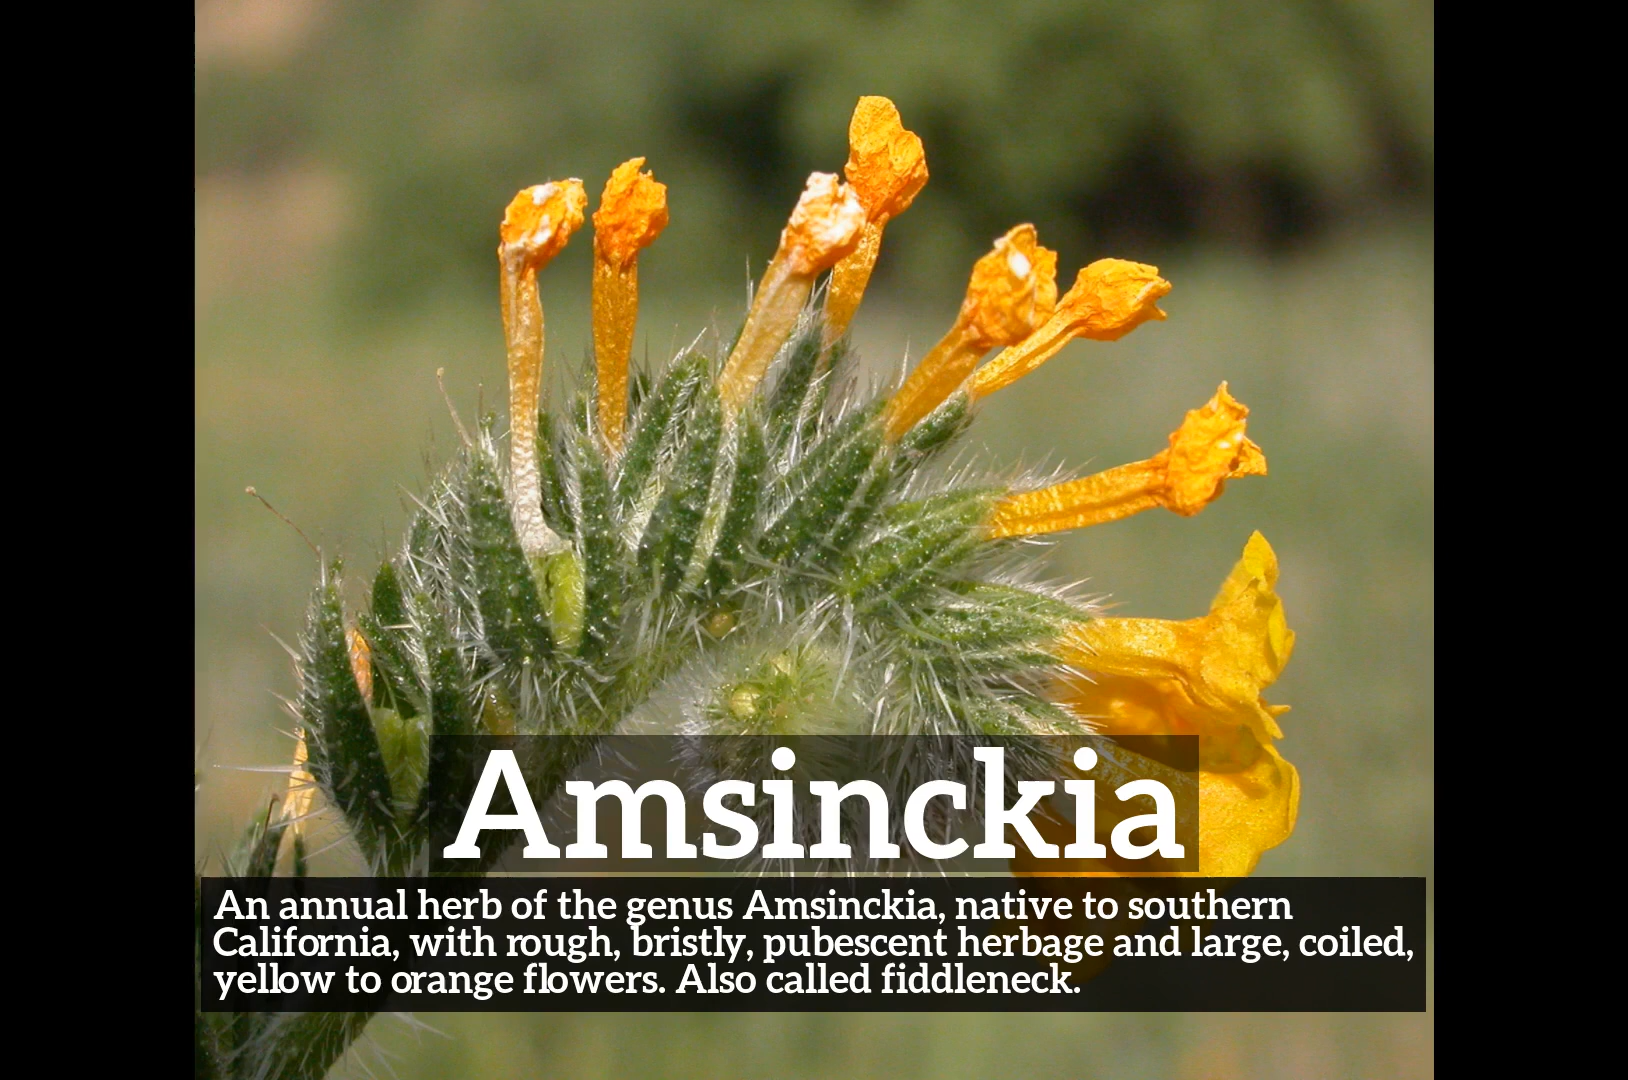 Amsinckia
An annual herb of the genus Amsinckia, native to southern
California, with rough, bristly, pubescent herbage and large, coiled,
yellow to orange flowers. Also called fiddleneck.